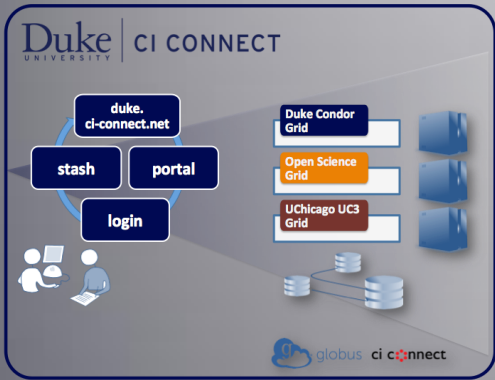 Duke
UNIVERSITY
CI CONNECT
duke.
ci-connect.net
stash
portal
login
Duke Condor
Grid
Open Science
Grid
UChicago UC3
Grid
g
globus
ci connect